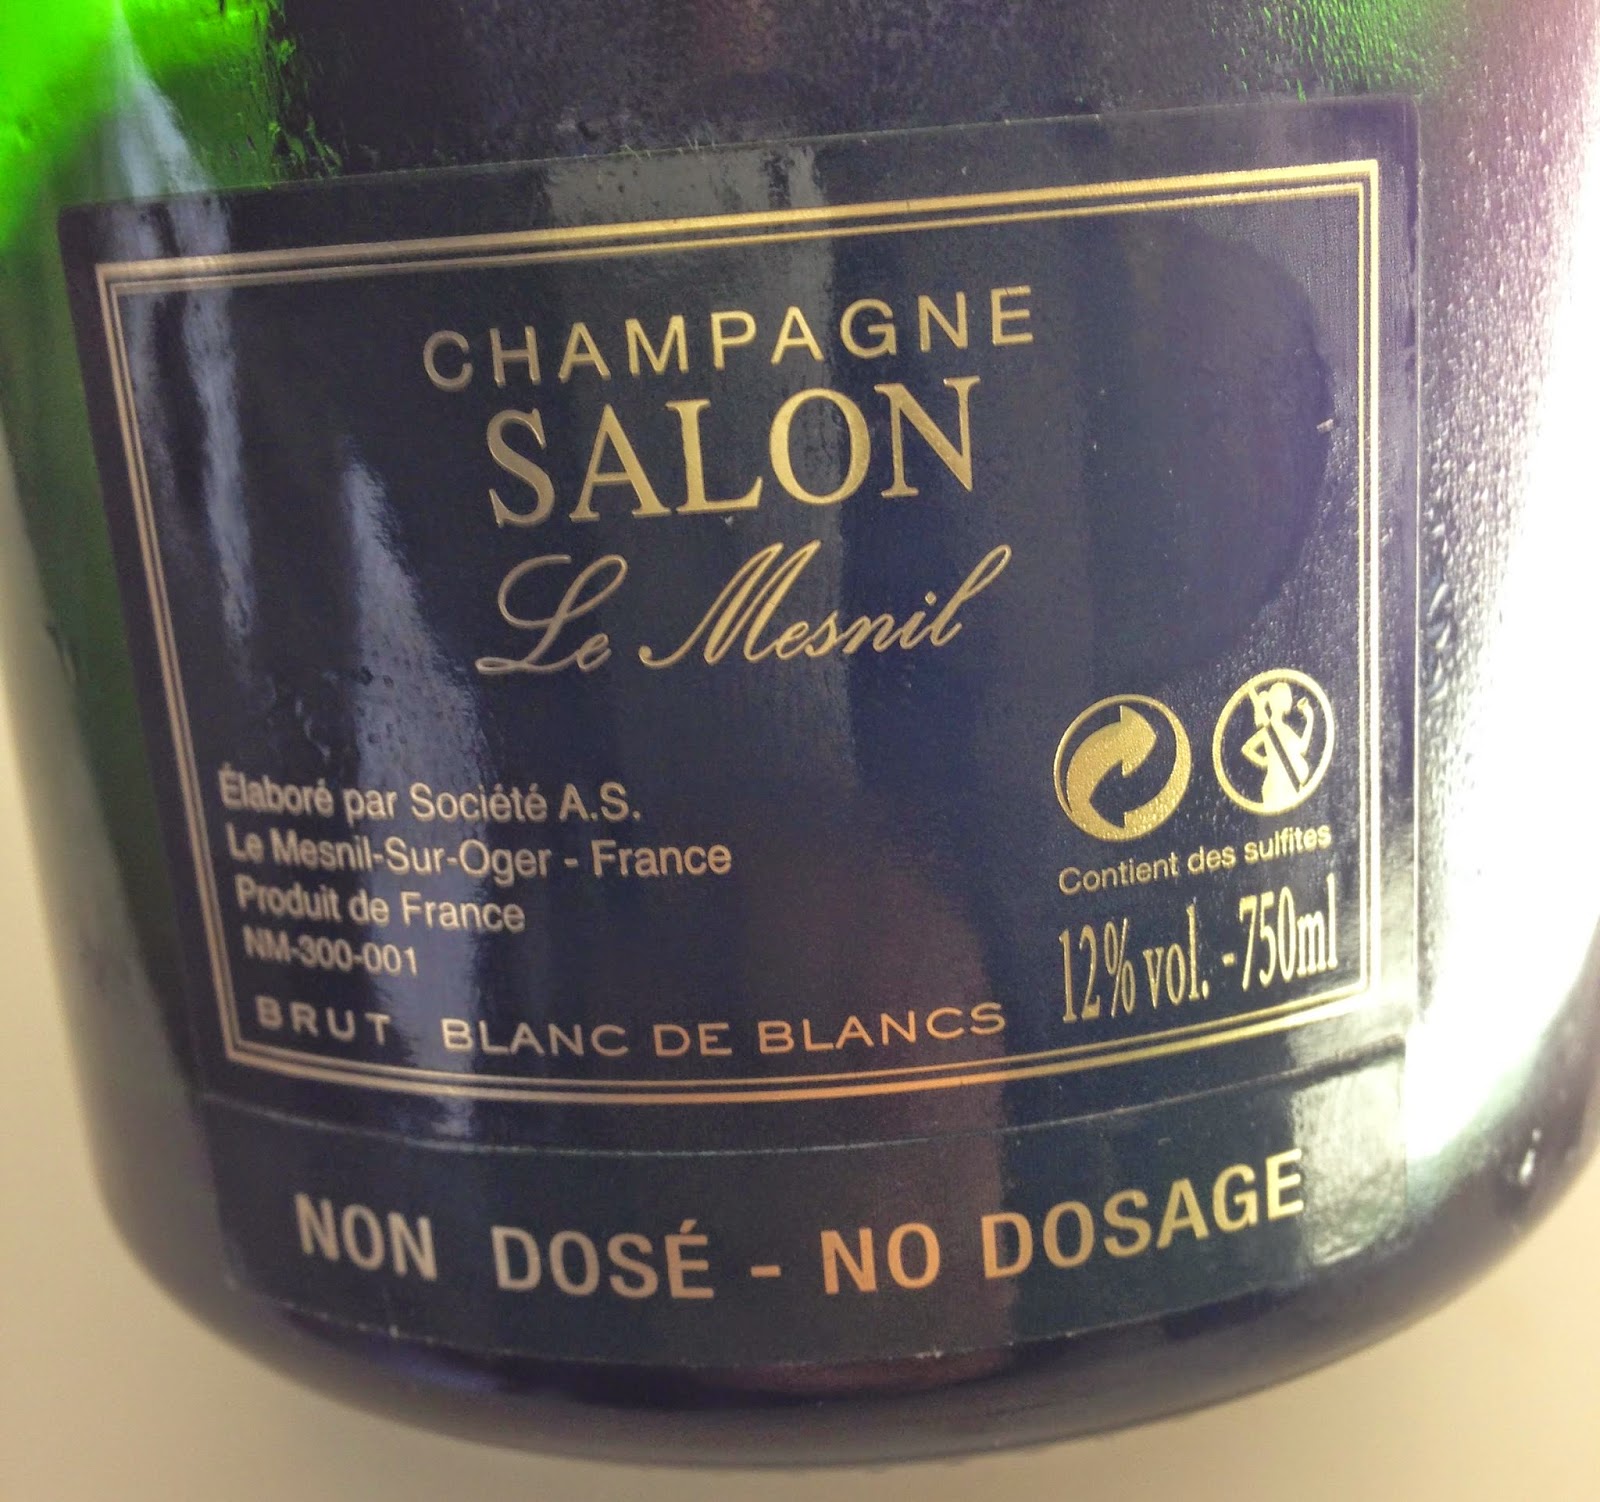 CHAMPAGNE
SALON
Le Mesnil
Élaboré par Société A.S.
Le Mesnil-Sur-Oger - France
Produit de France
NM-300-001
Contient des sulfites
12% vol. - 750ml
BRUT BLANC DE BLANCS
NON DOSÉ - NO DOSAGE